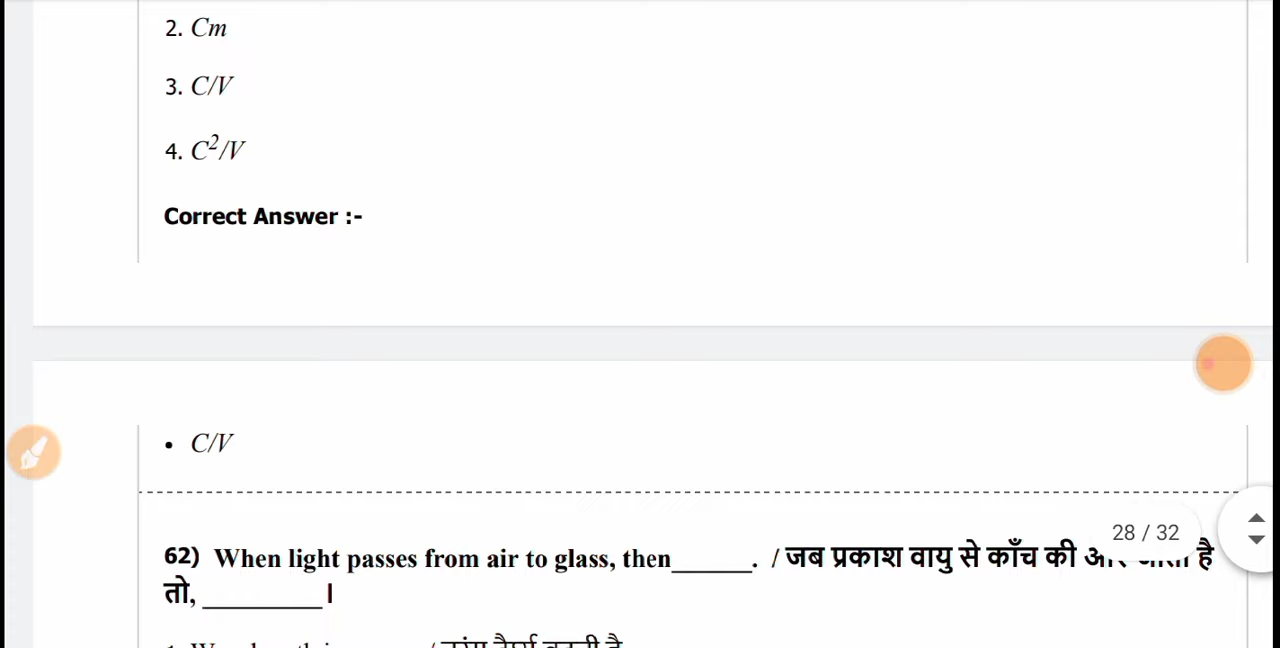 2. Cm
3. C/V
4. C²/V
Correct Answer :-
• C/V
28 / 32
62) When light passes from air to glass, then______. / जब प्रकाश वायु से काँच की है
तो, _________।